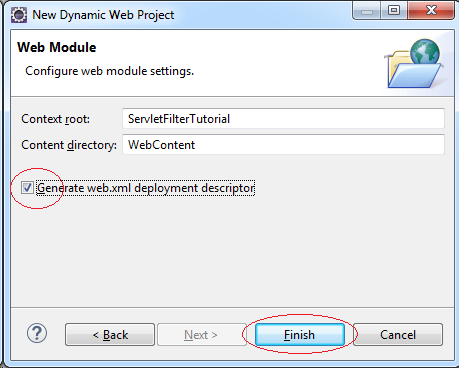 New Dynamic Web Project
Web Module
Configure web module settings.
Context root: ServletFilterTutorial
Content directory: WebContent
Generate web.xml deployment descriptor
? < Back Next > Finish Cancel